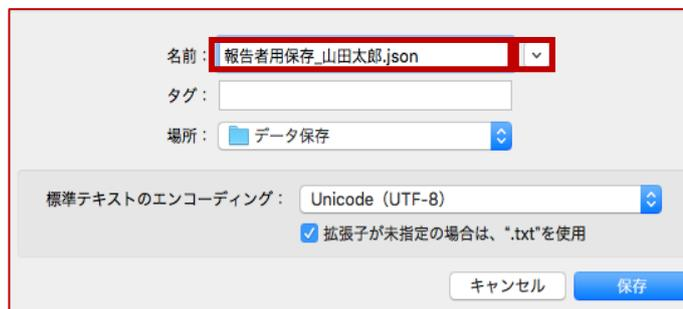 名前： 報告者用保存_山田太郎.json
タグ：
場所： データ保存
標準テキストのエンコーディング： Unicode（UTF-8）
拡張子が未指定の場合は、“.txt”を使用
キャンセル 保存